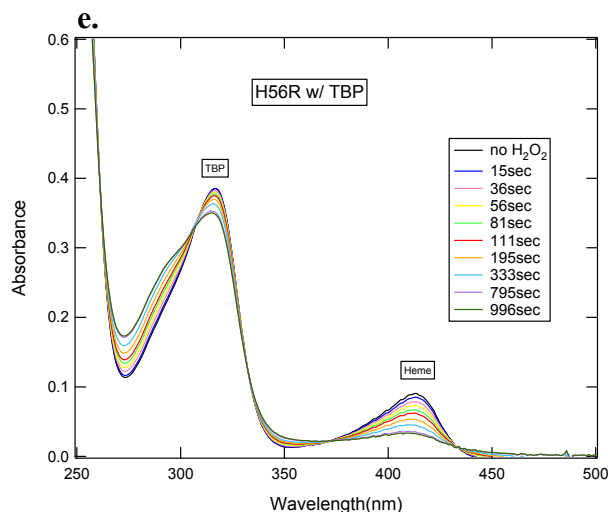 e.
0.6
H56R w/ TBP
0.5
no H₂O₂
15sec
36sec
56sec
81sec
111sec
195sec
333sec
795sec
996sec
TBP
0.4
Absorbance
0.3
0.2
Heme
0.1
0.0
250 300 350 400 450 500
Wavelength(nm)